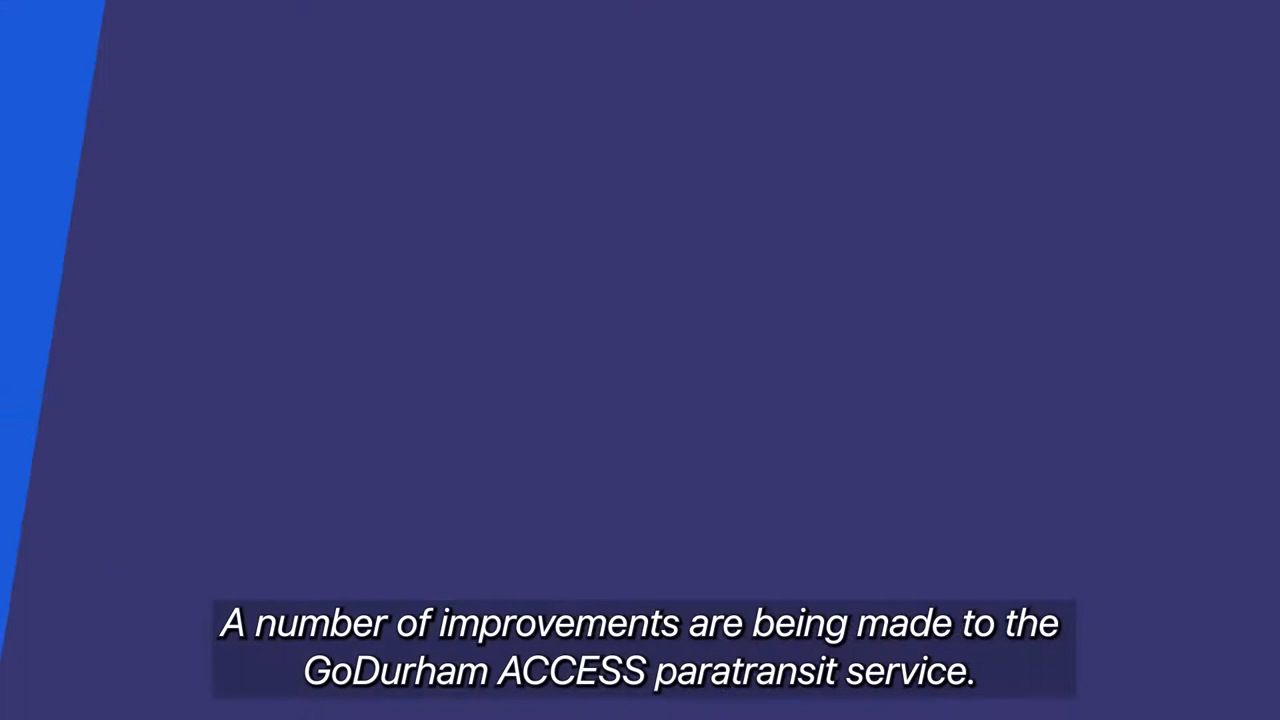 A number of improvements are being made to the
GoDurham ACCESS paratransit service.